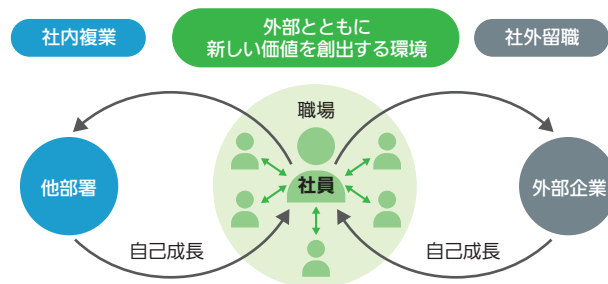 社内複業
外部とともに
新しい価値を創出する環境
社外留職
職場
他部署
社員
外部企業
自己成長
自己成長